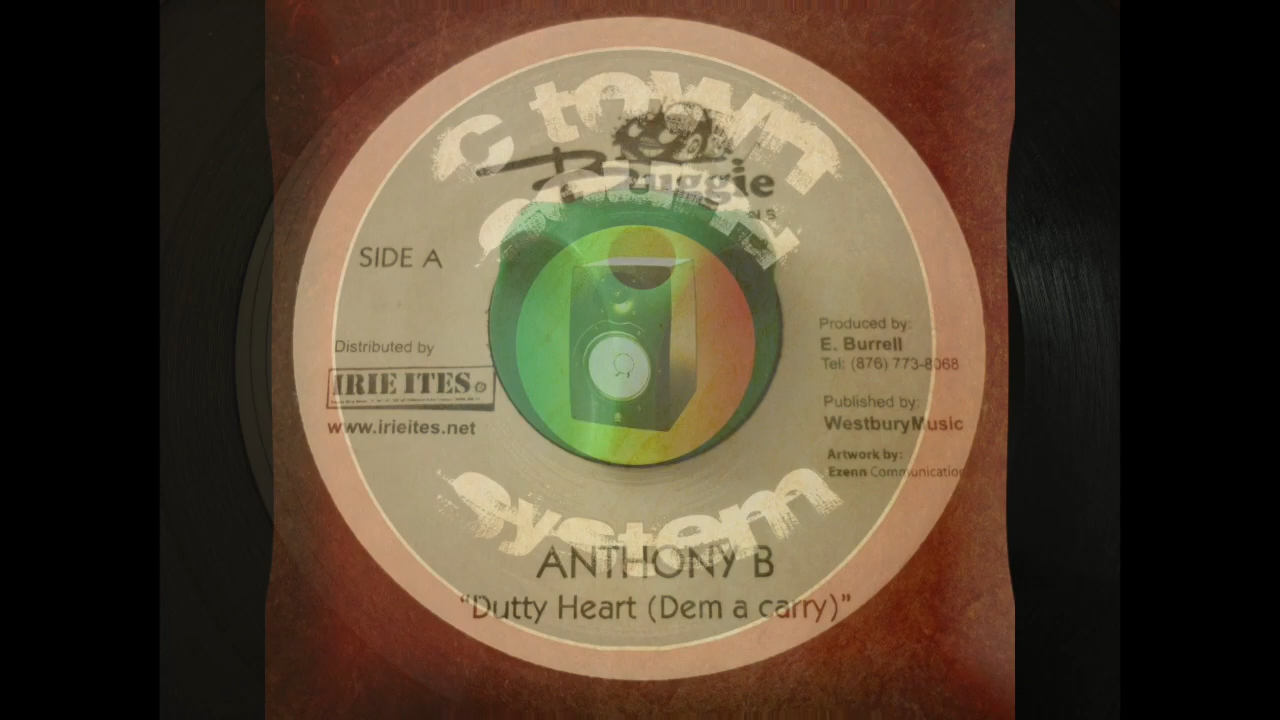 c town
sound
Buggie
SIDE A
Produced by:
E. Burrell
Tel: (876) 773-8068
Distributed by
IRIE ITES
www.irieites.net
Published by:
WestburyMusic
Artwork by:
Ezenn Communication
system
ANTHONY B
“Dutty Heart (Dem a carry)”